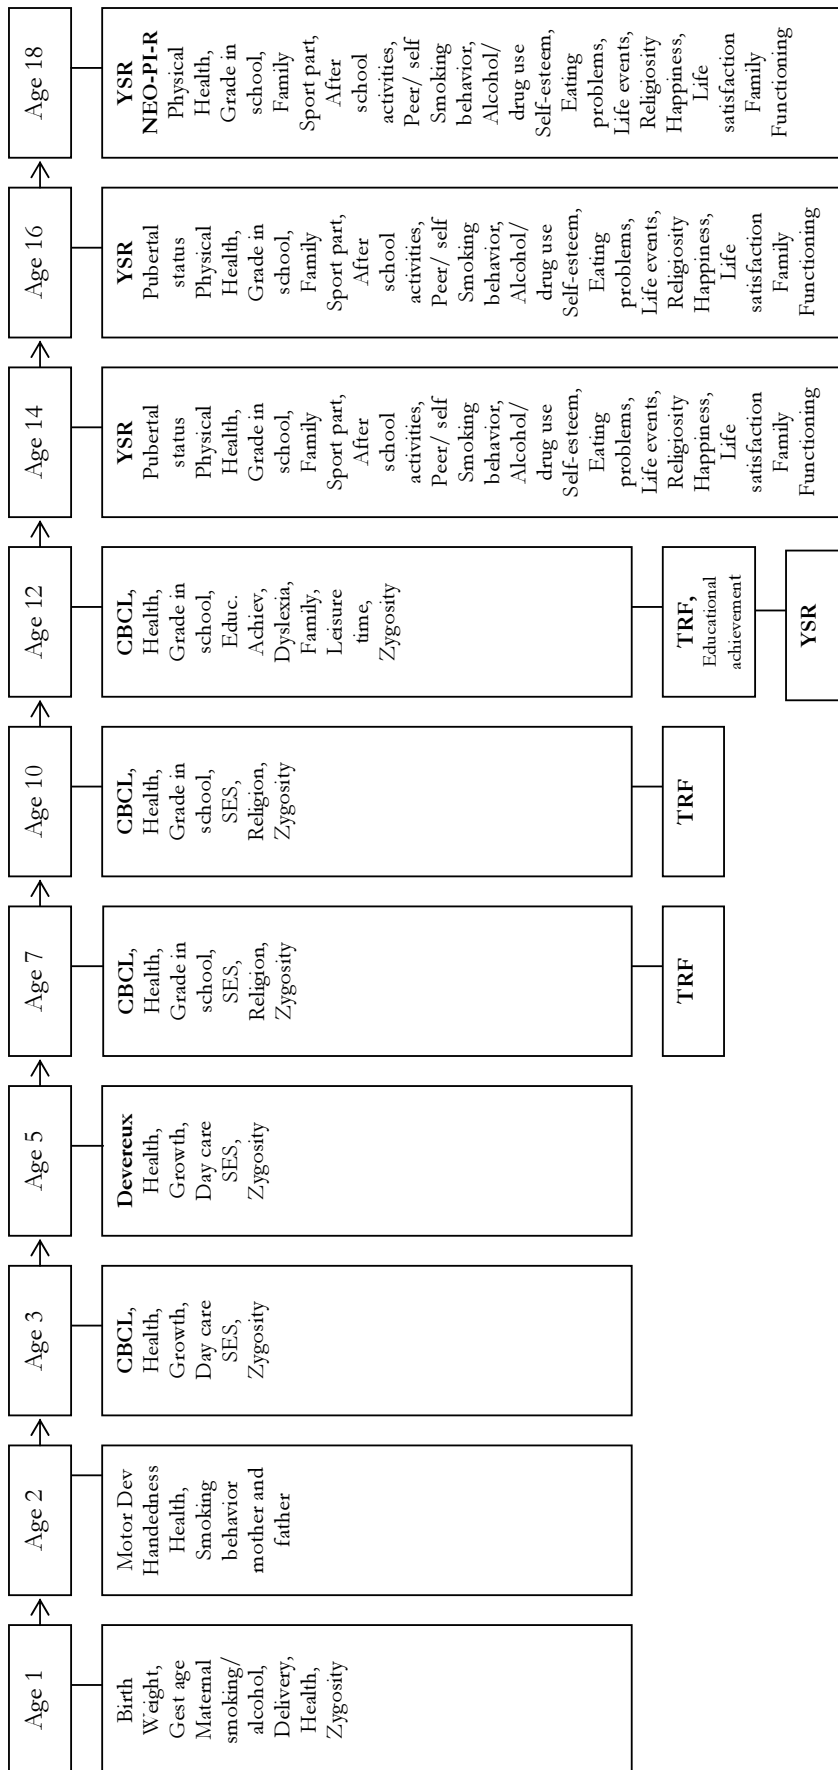 Age 1
Birth
Weight,
Gest age
Maternal
smoking/
alcohol,
Delivery,
Health,
Zygosity
Age 2
Motor Dev
Handedness
Health,
Smoking
behavior
mother and
father
Age 3
CBCL,
Health,
Growth,
Day care
SES,
Zygosity
Age 5
Devereux
Health,
Growth,
Day care
SES,
Zygosity
Age 7
CBCL,
Health,
Grade in
school,
SES,
Religion,
Zygosity
TRF
Age 10
CBCL,
Health,
Grade in
school,
SES,
Religion,
Zygosity
TRF
Age 12
CBCL,
Health,
Grade in
school,
Educ.
Achiev,
Dyslexia,
Family,
Leisure
time,
Zygosity
TRF,
Educational
achievement
YSR
Age 14
YSR
Pubertal
status
Physical
Health,
Grade in
school,
Family
Sport part,
After
school
activities,
Peer/ self
Smoking
behavior,
Alcohol/
drug use
Self-esteem,
Eating
problems,
Life events,
Religiosity
Happiness,
Life
satisfaction
Family
Functioning
Age 16
YSR
Pubertal
status
Physical
Health,
Grade in
school,
Family
Sport part,
After
school
activities,
Peer/ self
Smoking
behavior,
Alcohol/
drug use
Self-esteem,
Eating
problems,
Life events,
Religiosity
Happiness,
Life
satisfaction
Family
Functioning
Age 18
YSR
NEO-PI-R
Physical
Health,
Grade in
school,
Family
Sport part,
After
school
activities,
Peer/ self
Smoking
behavior,
Alcohol/
drug use
Self-esteem,
Eating
problems,
Life events,
Religiosity
Happiness,
Life
satisfaction
Family
Functioning